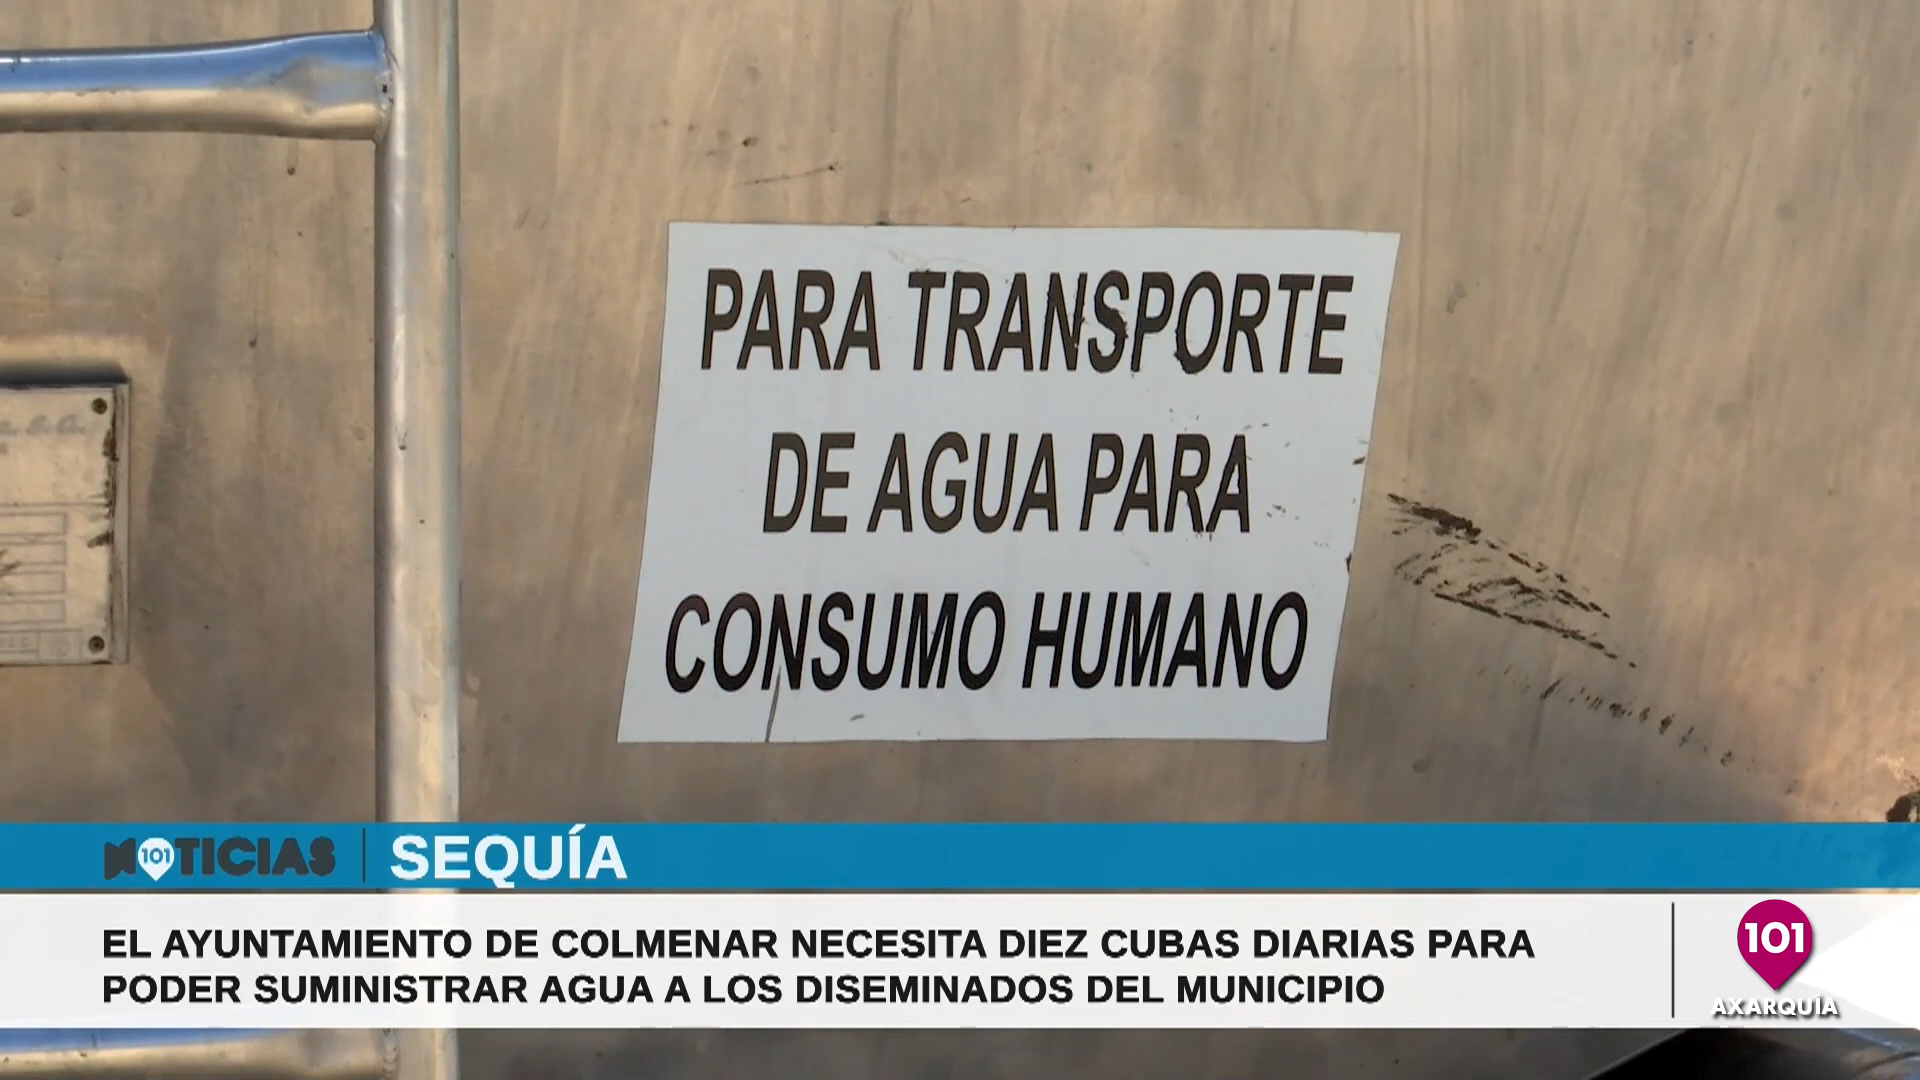 PARA TRANSPORTE
DE AGUA PARA
CONSUMO HUMANO
NOTICIAS 101 SEQUÍA
EL AYUNTAMIENTO DE COLMENAR NECESITA DIEZ CUBAS DIARIAS PARA
PODER SUMINISTRAR AGUA A LOS DISEMINADOS DEL MUNICIPIO
101
AXARQUÍA